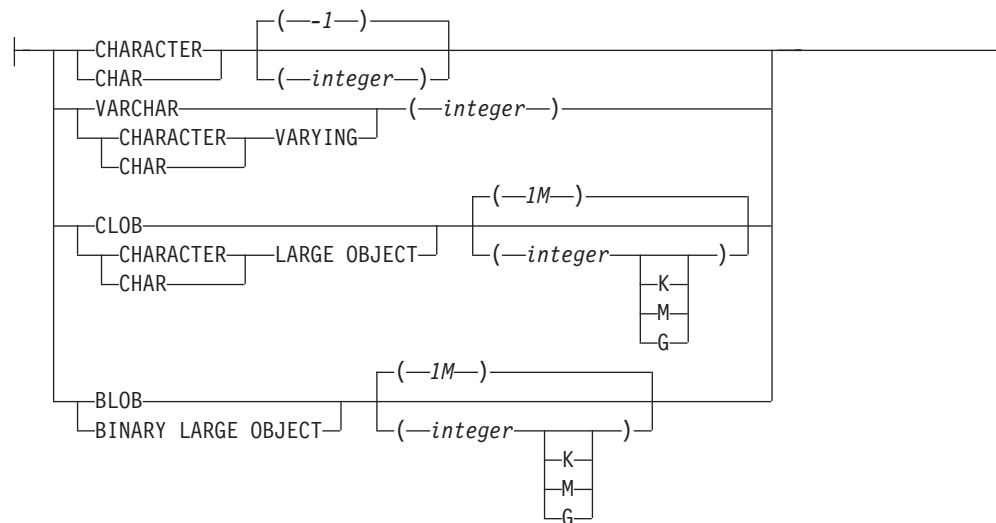 ( -1 )
CHARACTER
CHAR ( integer )
VARCHAR ( integer )
CHARACTER VARYING
CHAR
( 1M )
CLOB
CHARACTER LARGE OBJECT ( integer )
CHAR K
M
G
( 1M )
BLOB
BINARY LARGE OBJECT ( integer )
K
M
G